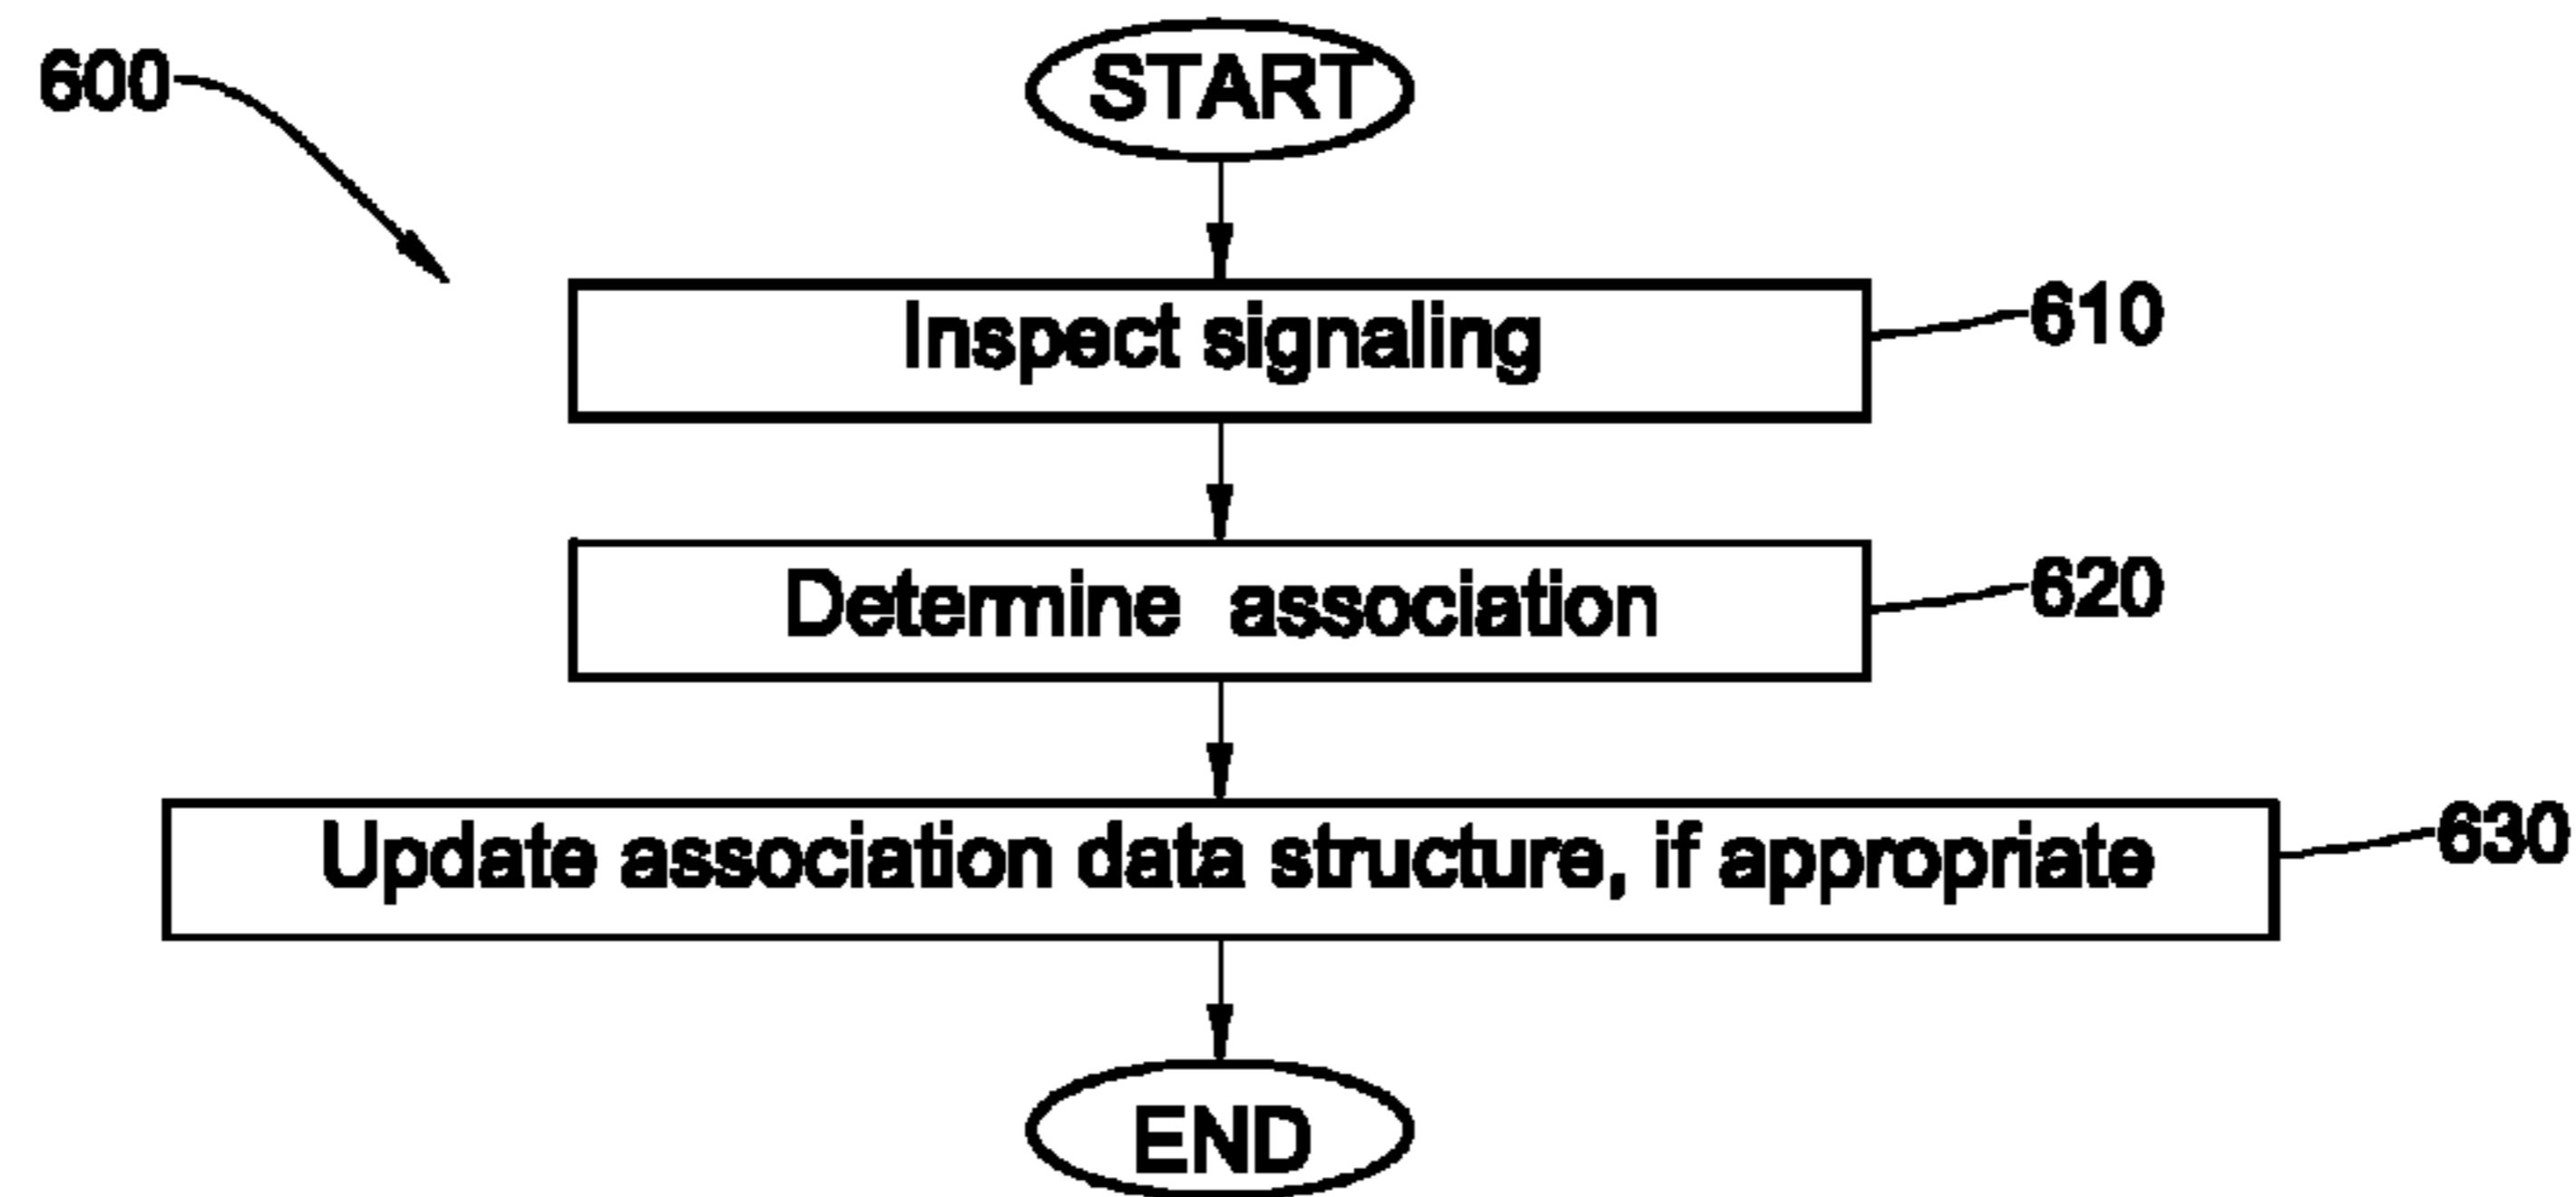 600
START
Inspect signaling
610
Determine association
620
Update association data structure, if appropriate
630
END